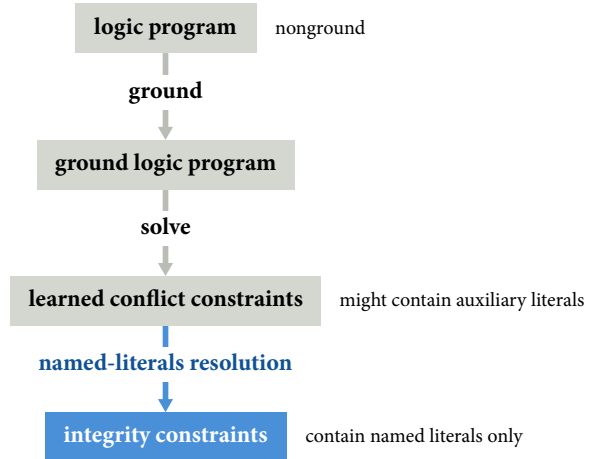 logic program nonground
ground
ground logic program
solve
learned conflict constraints might contain auxiliary literals
named-literals resolution
integrity constraints contain named literals only